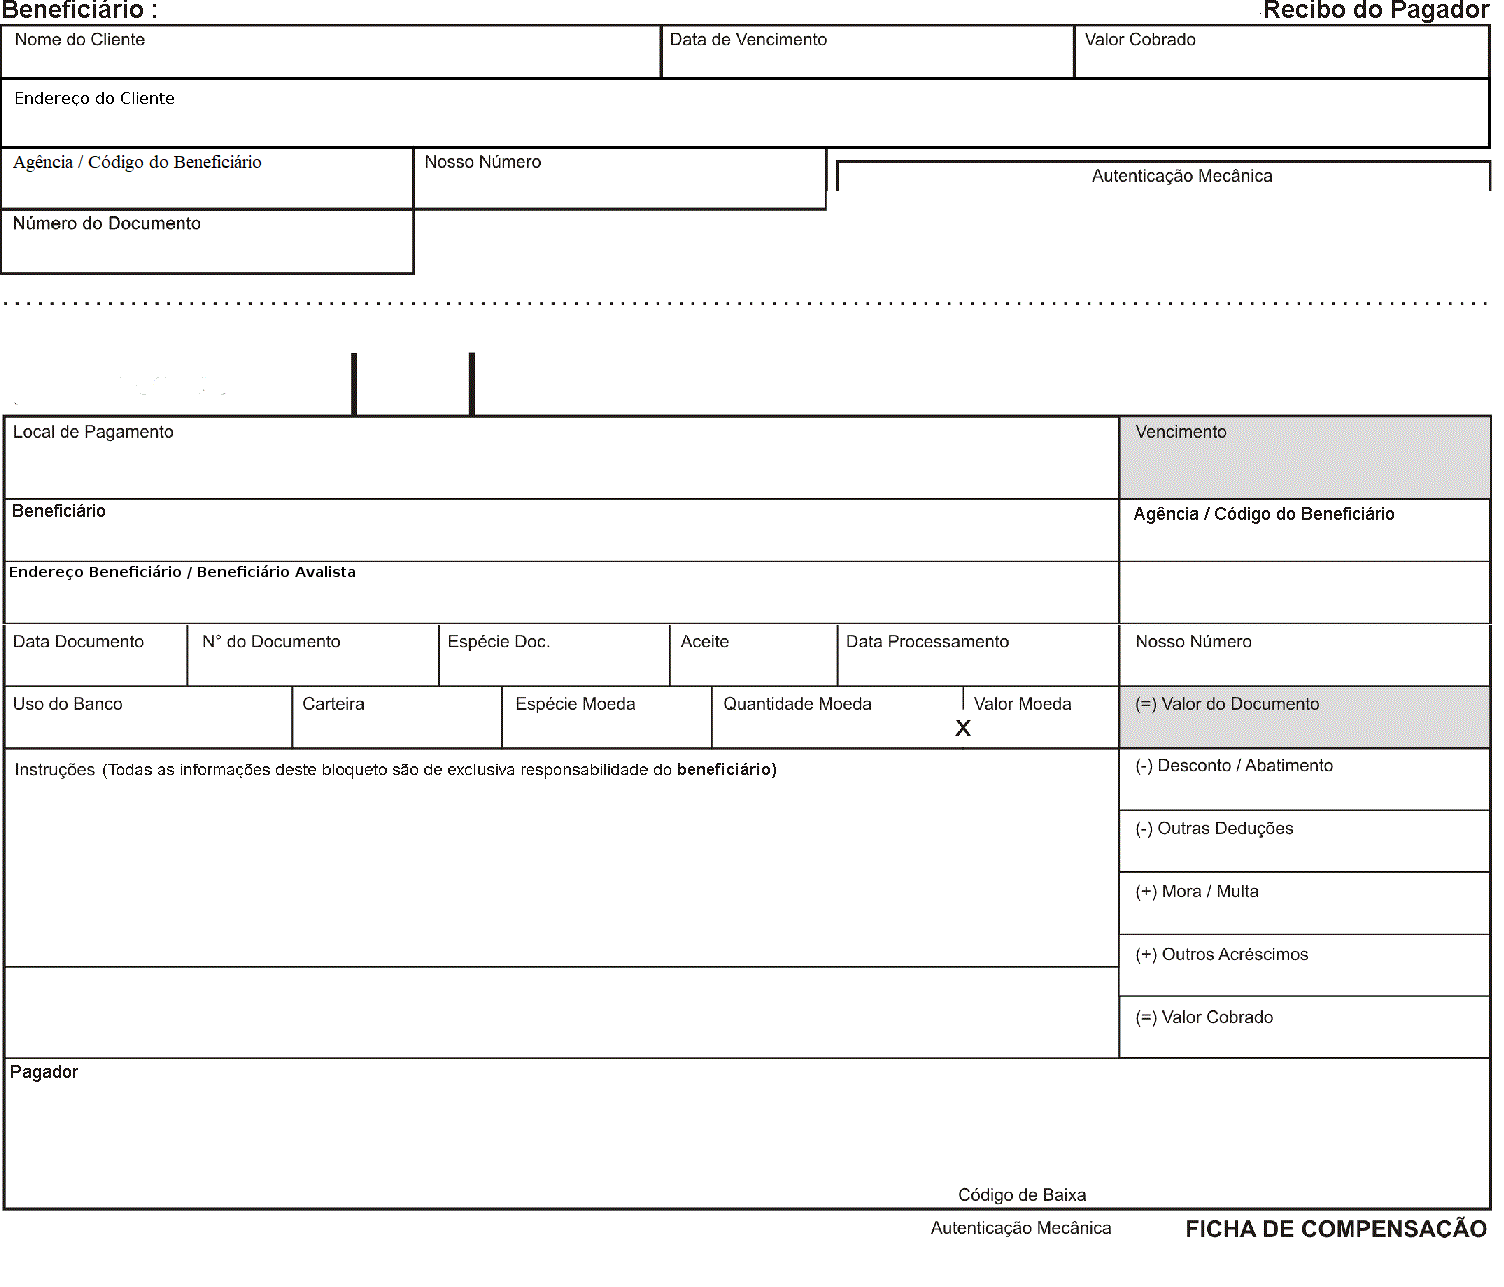 Beneficiário : Recibo do Pagador
Nome do Cliente Data de Vencimento Valor Cobrado
Endereço do Cliente
Agência / Código do Beneficiário Nosso Número Autenticação Mecânica
Número do Documento
Local de Pagamento Vencimento
Beneficiário Agência / Código do Beneficiário
Endereço Beneficiário / Beneficiário Avalista
Data Documento N° do Documento Espécie Doc. Aceite Data Processamento Nosso Número
Uso do Banco Carteira Espécie Moeda Quantidade Moeda X Valor Moeda (=) Valor do Documento
Instruções (Todas as informações deste bloqueto são de exclusiva responsabilidade do beneficiário) (-) Desconto / Abatimento
(-) Outras Deduções
(+) Mora / Multa
(+) Outros Acréscimos
(=) Valor Cobrado
Pagador
Código de Baixa
Autenticação Mecânica FICHA DE COMPENSACÃO